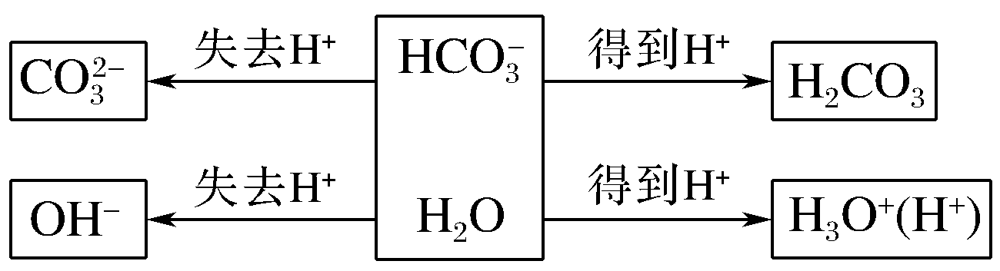 CO₃²⁻ 失去H⁺ HCO₃⁻ 得到H⁺ H₂CO₃
OH⁻ 失去H⁺ H₂O 得到H⁺ H₃O⁺(H⁺)